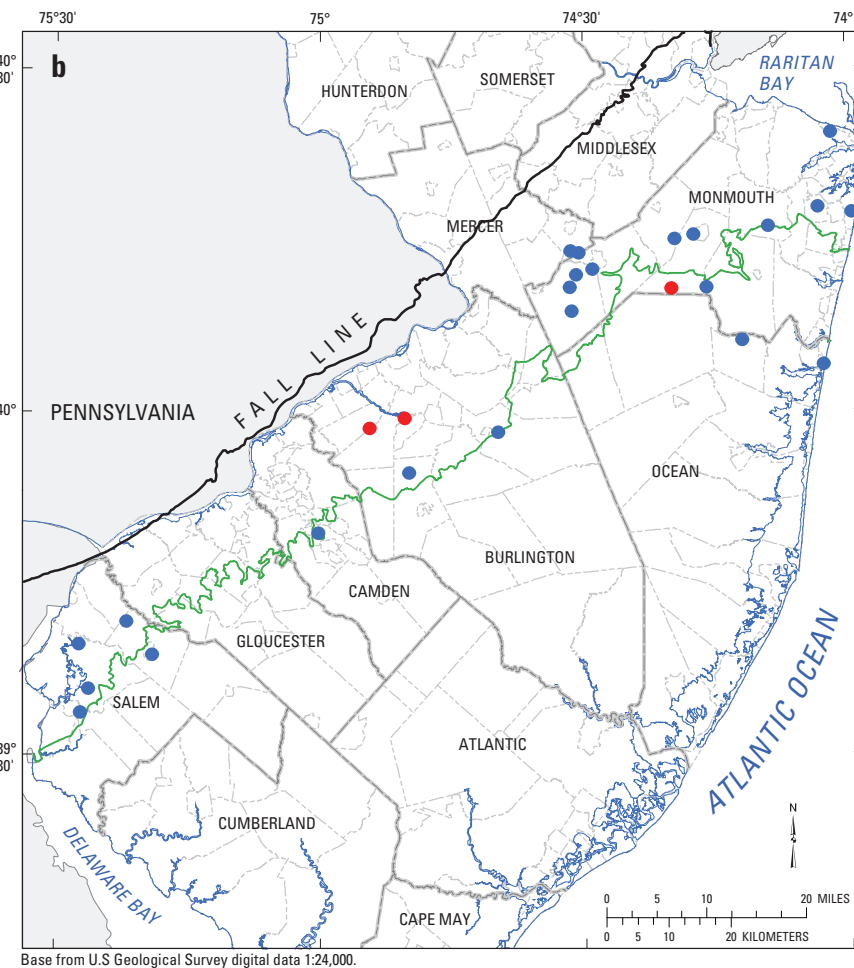 75°30'
75°
74°30'
74°
40°
30'
b
HUNTERDON
SOMERSET
RARITAN
BAY
MIDDLESEX
MONMOUTH
MERCER
FALL LINE
40°
PENNSYLVANIA
OCEAN
BURLINGTON
CAMDEN
GLOUCESTER
SALEM
ATLANTIC OCEAN
ATLANTIC
39°
30'
CUMBERLAND
DELAWARE BAY
CAPE MAY
N
0 5 10 20 MILES
0 5 10 20 KILOMETERS
Base from U.S Geological Survey digital data 1:24,000.